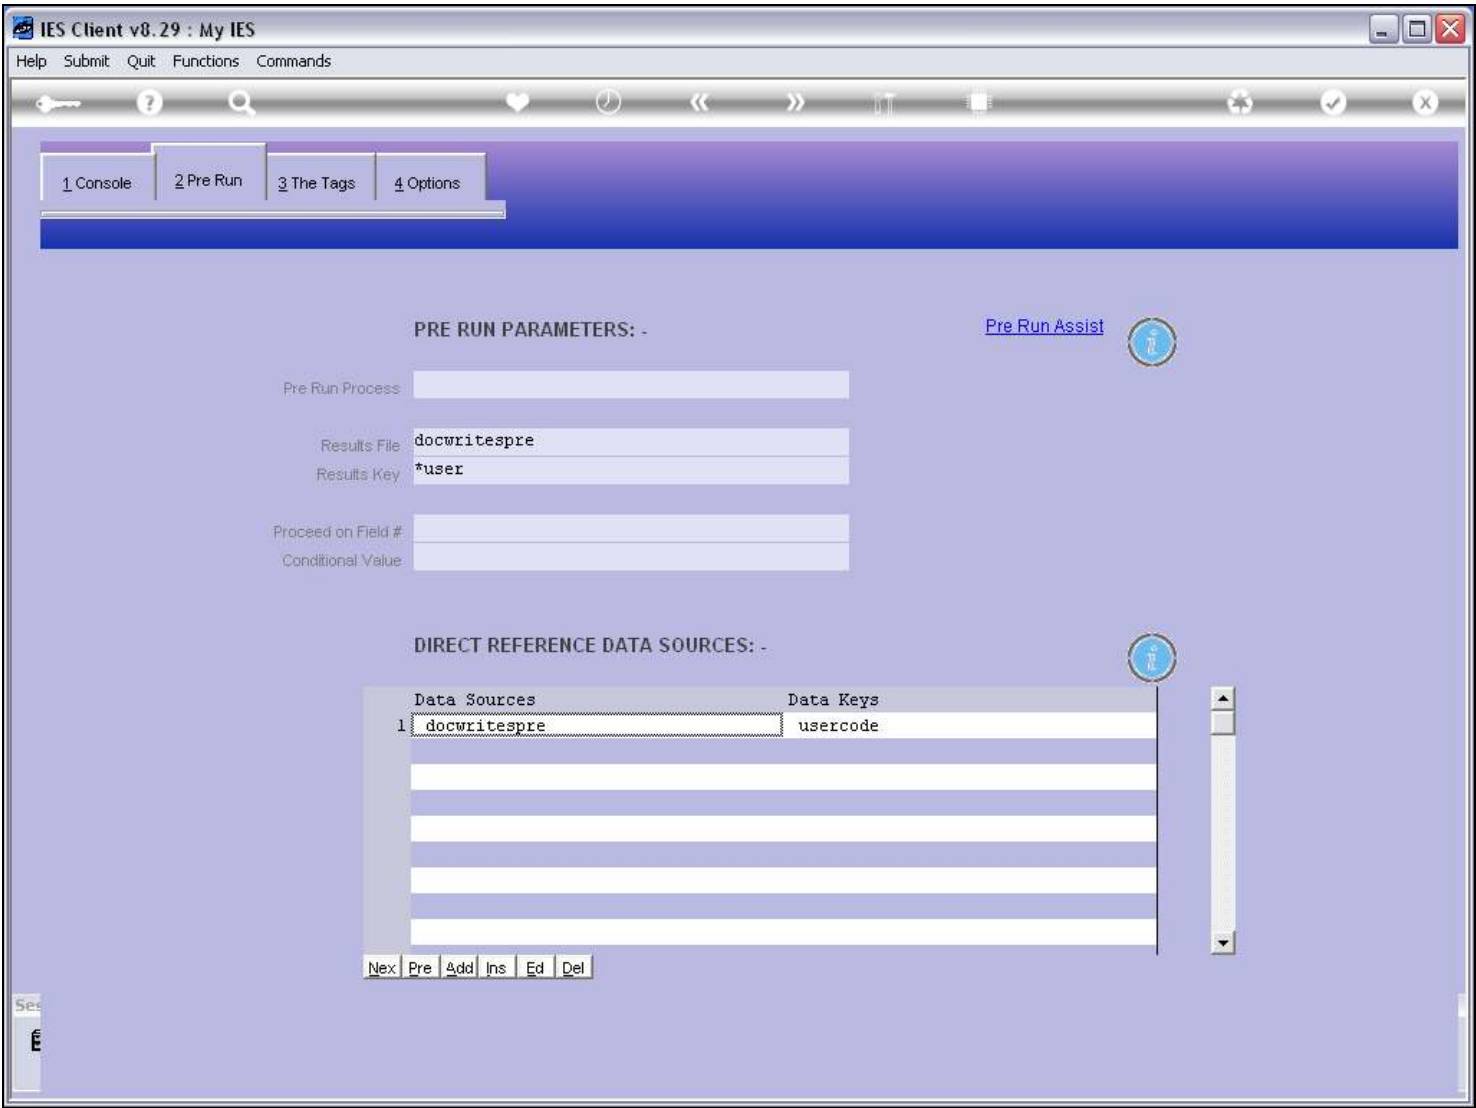 IES Client v8.29 : My IES
Help Submit Quit Functions Commands
1 Console
2 Pre Run
3 The Tags
4 Options
PRE RUN PARAMETERS: -
Pre Run Assist
Pre Run Process
Results File docwritespre
Results Key *user
Proceed on Field #
Conditional Value
DIRECT REFERENCE DATA SOURCES: -
Data Sources Data Keys
1 docwritespre usercode
Nex Pre Add Ins Ed Del